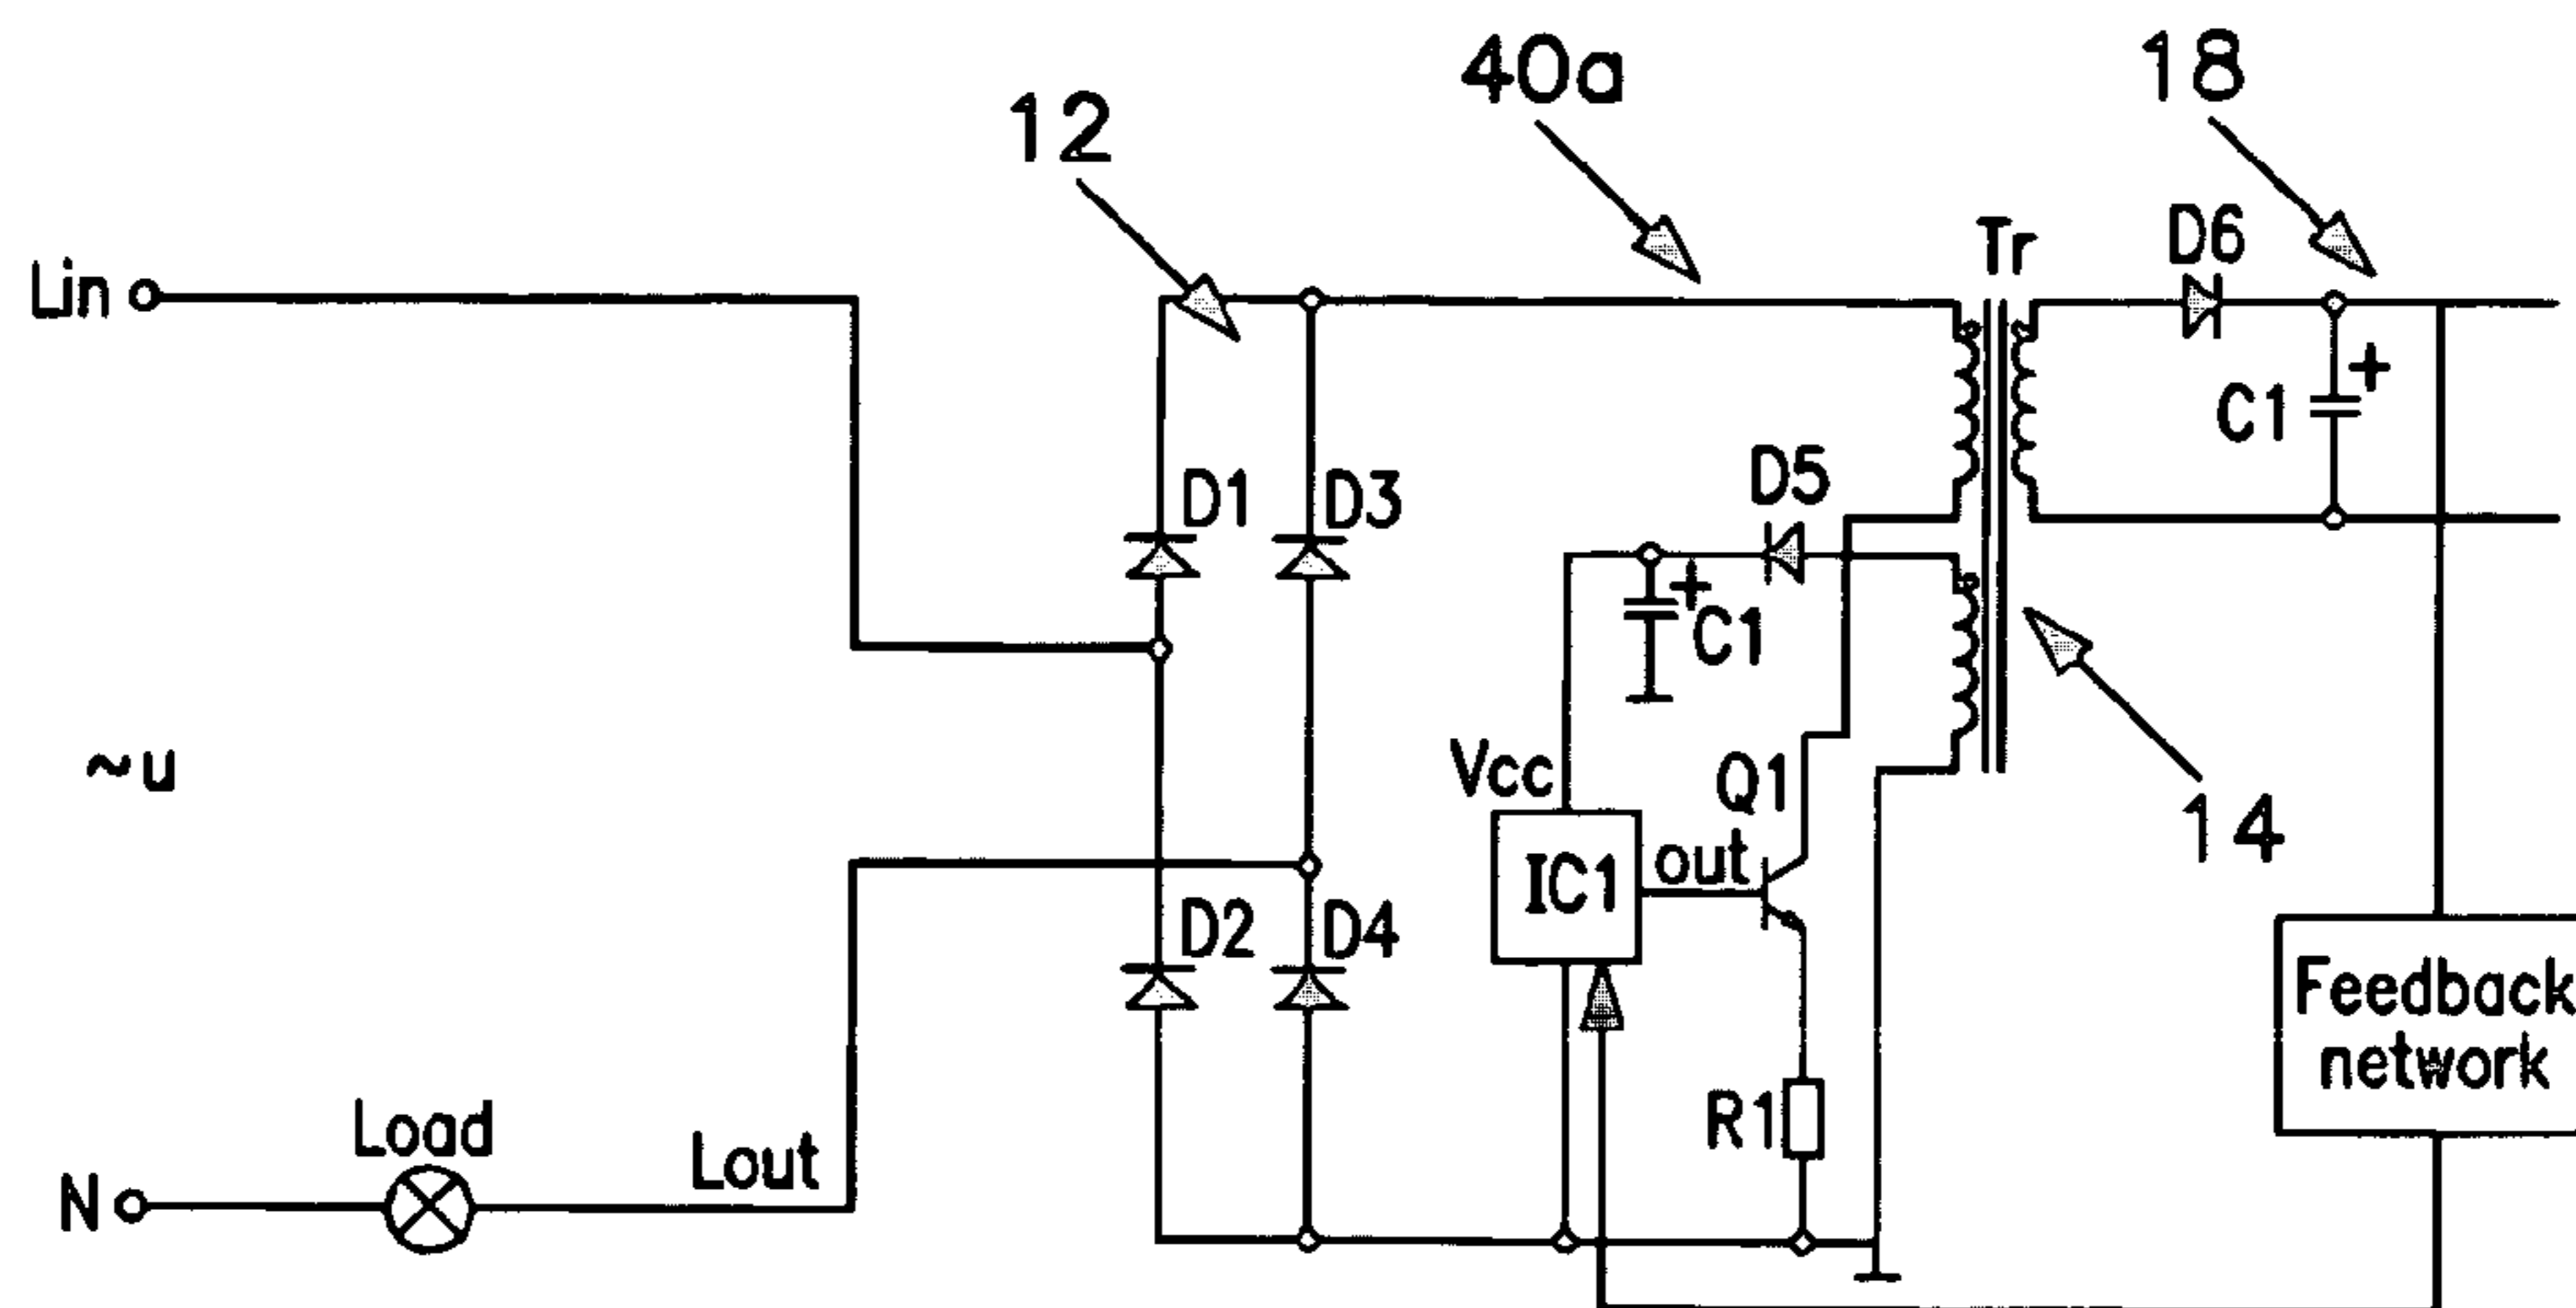 18
40a
12
Tr
D6
Lin
+
C1
D5
D1
D3
+
C1
Vcc
Q1
~u
14
IC1
out
D2
D4
Feedback
network
Load
R1
Lout
N